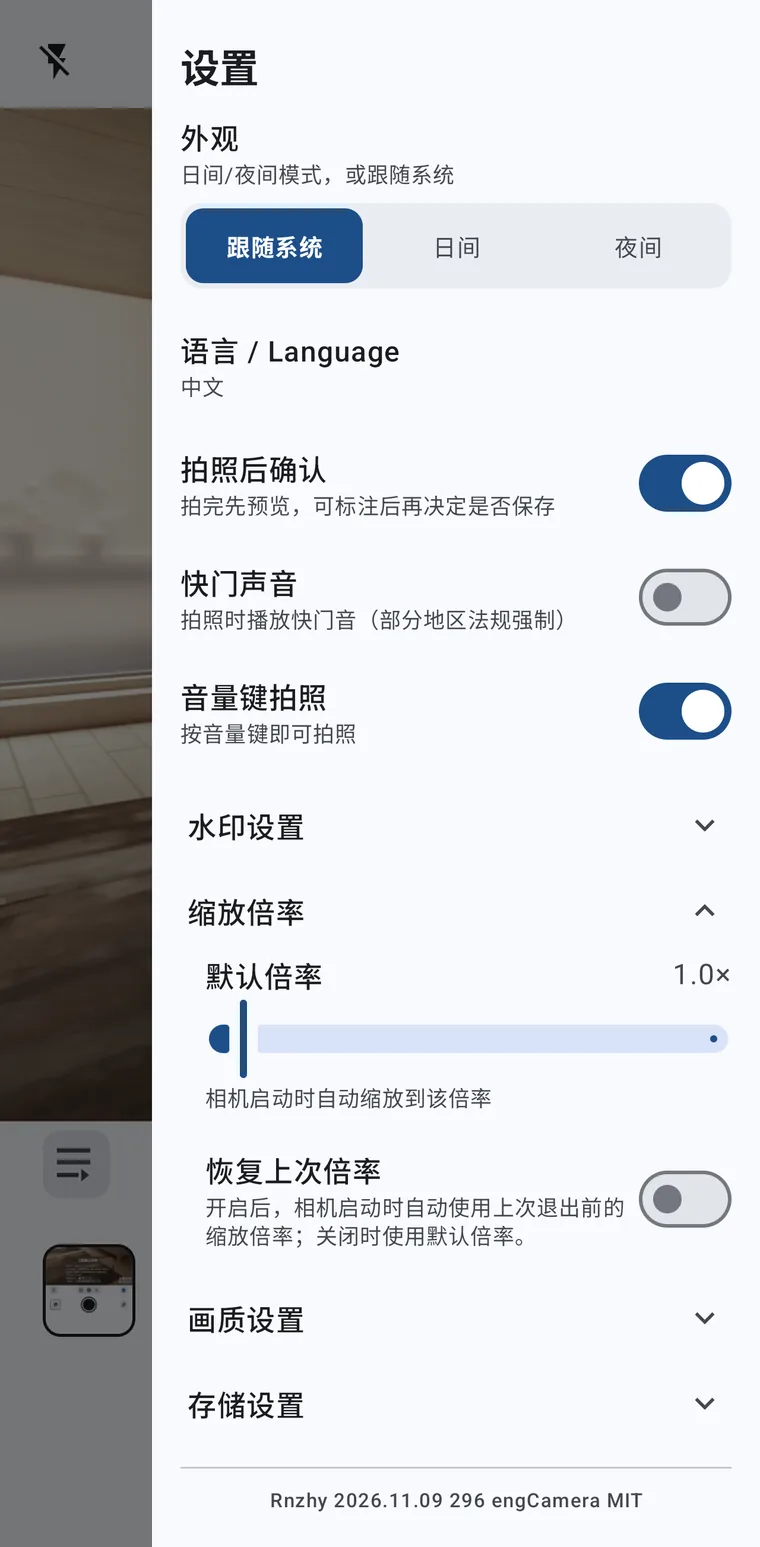 设置
外观
日间/夜间模式，或跟随系统
跟随系统
日间
夜间
语言 / Language
中文
拍照后确认
拍完先预览，可标注后再决定是否保存
快门声音
拍照时播放快门音（部分地区法规强制）
音量键拍照
按音量键即可拍照
水印设置
缩放倍率
默认倍率
1.0×
相机启动时自动缩放到该倍率
恢复上次倍率
开启后，相机启动时自动使用上次退出前的
缩放倍率；关闭时使用默认倍率。
画质设置
存储设置
Rnzhy 2026.11.09 296 engCamera MIT